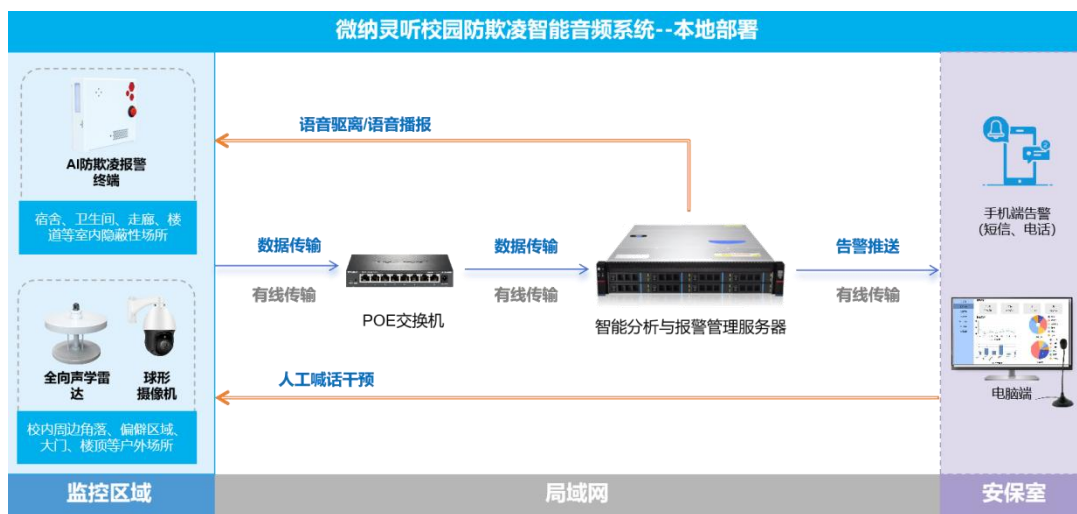 微纳灵听校园防欺凌智能音频系统--本地部署
AI防欺凌报警
终端
宿舍、卫生间、走廊、楼
道等室内隐蔽性场所
全向声学雷
达
球形
摄像机
校内周边角落、偏僻区域、
大门、楼顶等户外场所
监控区域
语音驱离/语音播报
数据传输
有线传输
POE交换机
数据传输
有线传输
智能分析与报警管理服务器
告警推送
有线传输
人工喊话干预
局域网
手机端告警
(短信、电话)
电脑端
安保室